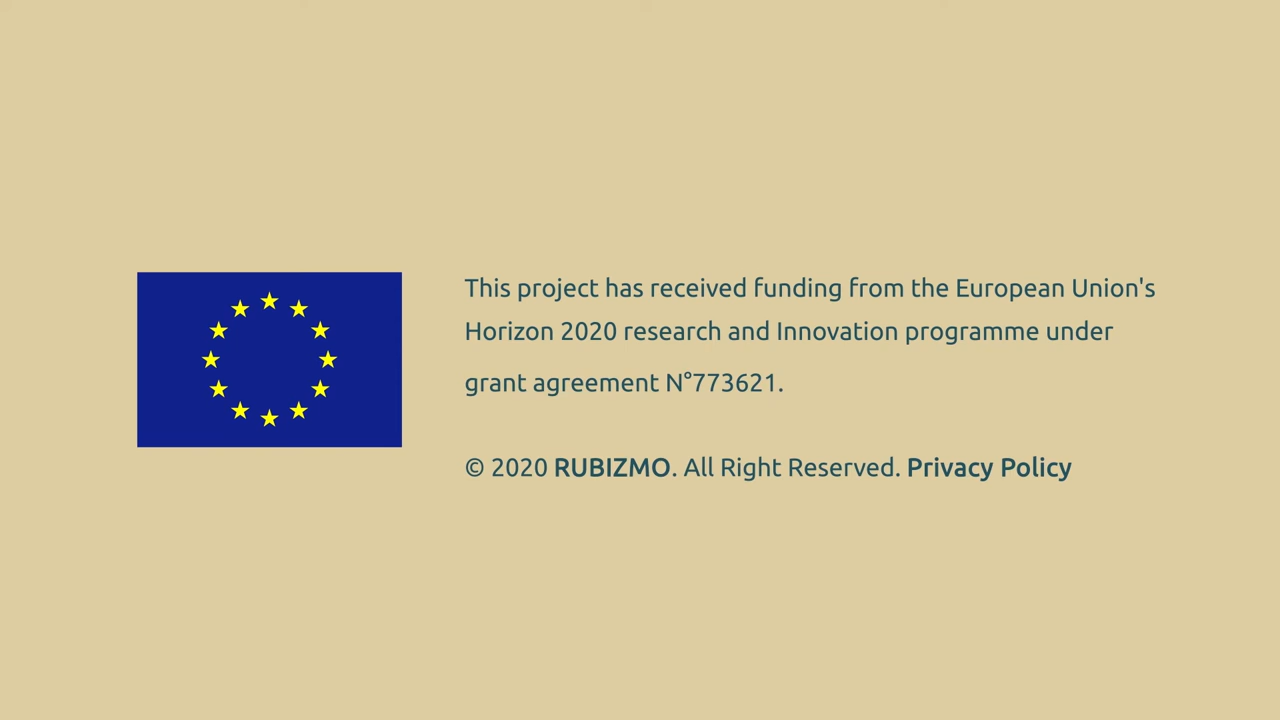 This project has received funding from the European Union's
Horizon 2020 research and Innovation programme under
grant agreement N°773621.
© 2020 RUBIZMO. All Right Reserved. Privacy Policy